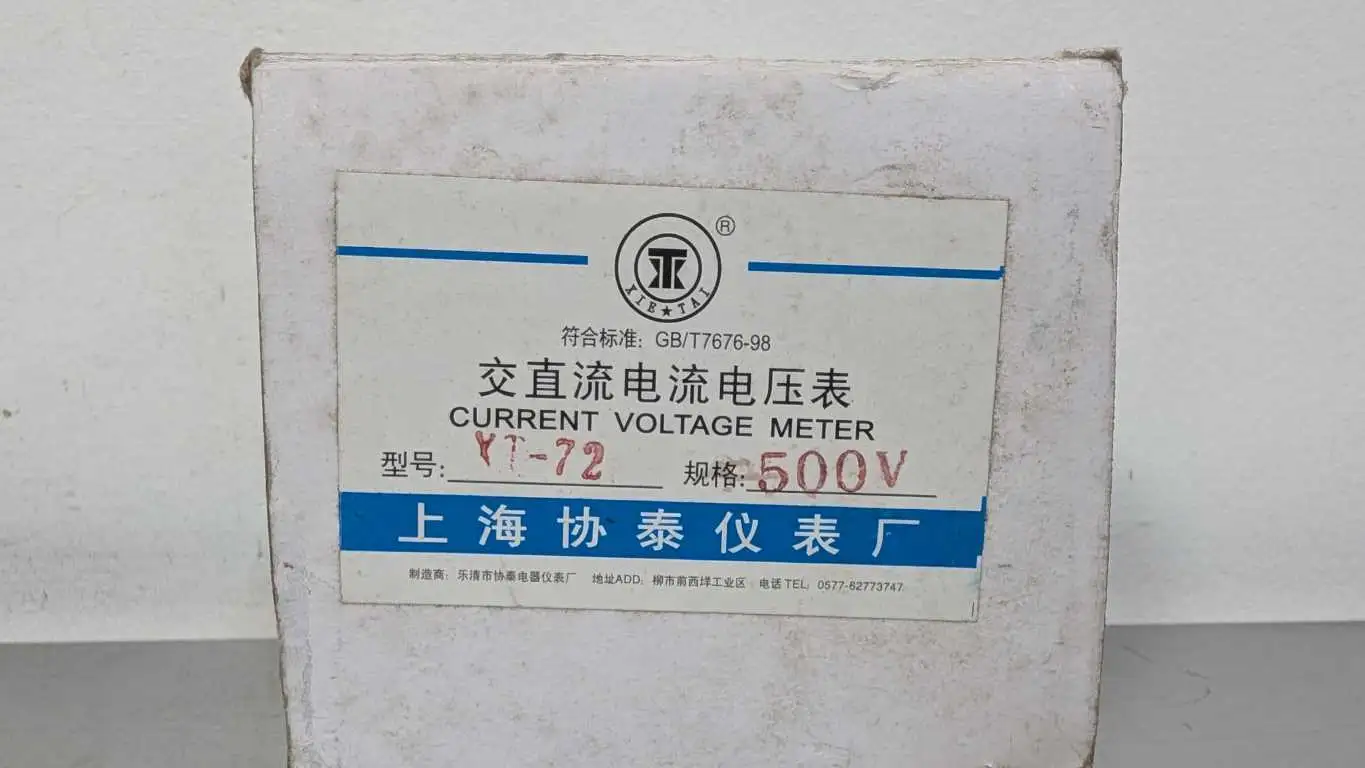 ®
XIE★TAI
符合标准：GB/T7676-98
交直流电流电压表
CURRENT VOLTAGE METER
型号：YT-72 规格：500V
上海协泰仪表厂
制造商：乐清市协泰电器仪表厂 地址ADD：柳市前西垟工业区 电话TEL：0577-62773747